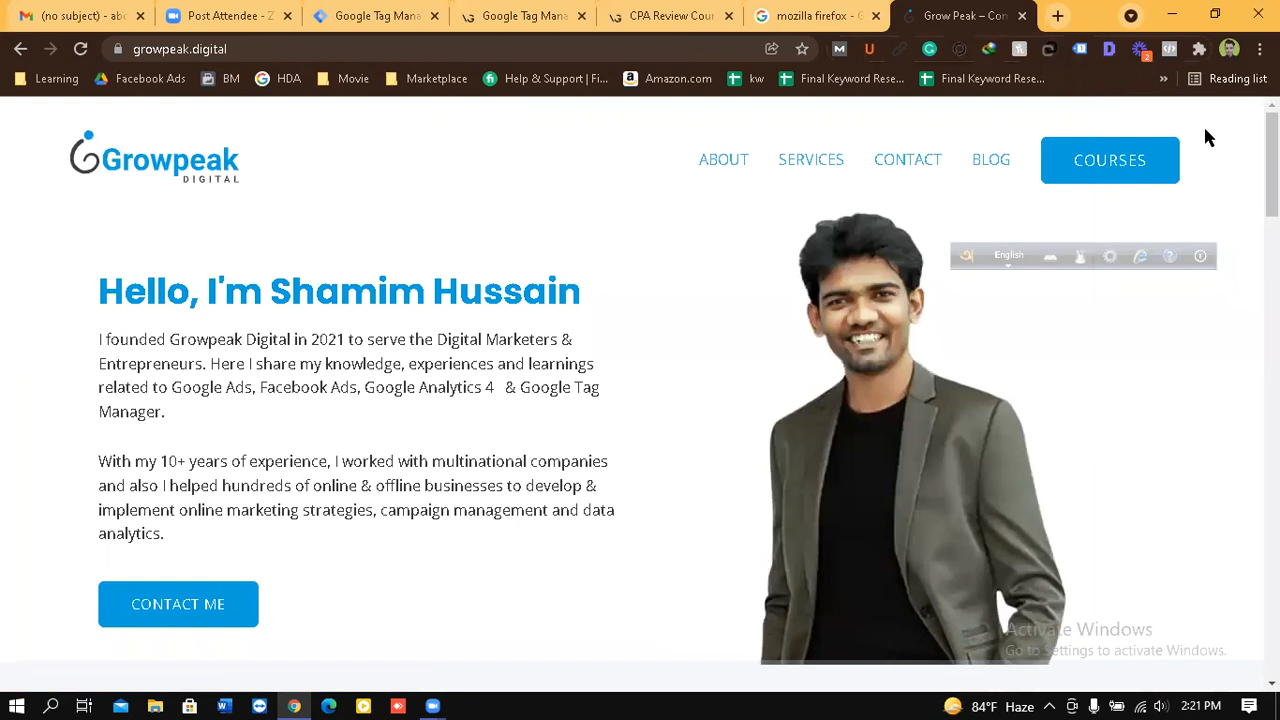 (no subject) - abc
Post Attendee - Z
Google Tag Mana
Google Tag Mana
CPA Review Cour
mozilla firefox - G
Grow Peak – Con
growpeak.digital
Learning
Facebook Ads
BM
HDA
Movie
Marketplace
Help & Support | Fi...
Amazon.com
kw
Final Keyword Rese...
Final Keyword Rese...
Reading list
Growpeak
DIGITAL
ABOUT
SERVICES
CONTACT
BLOG
COURSES
English
Hello, I'm Shamim Hussain
I founded Growpeak Digital in 2021 to serve the Digital Marketers &
Entrepreneurs. Here I share my knowledge, experiences and learnings
related to Google Ads, Facebook Ads, Google Analytics 4 & Google Tag
Manager.
With my 10+ years of experience, I worked with multinational companies
and also I helped hundreds of online & offline businesses to develop &
implement online marketing strategies, campaign management and data
analytics.
CONTACT ME
Activate Windows
Go to Settings to activate Windows.
84°F Haze
2:21 PM